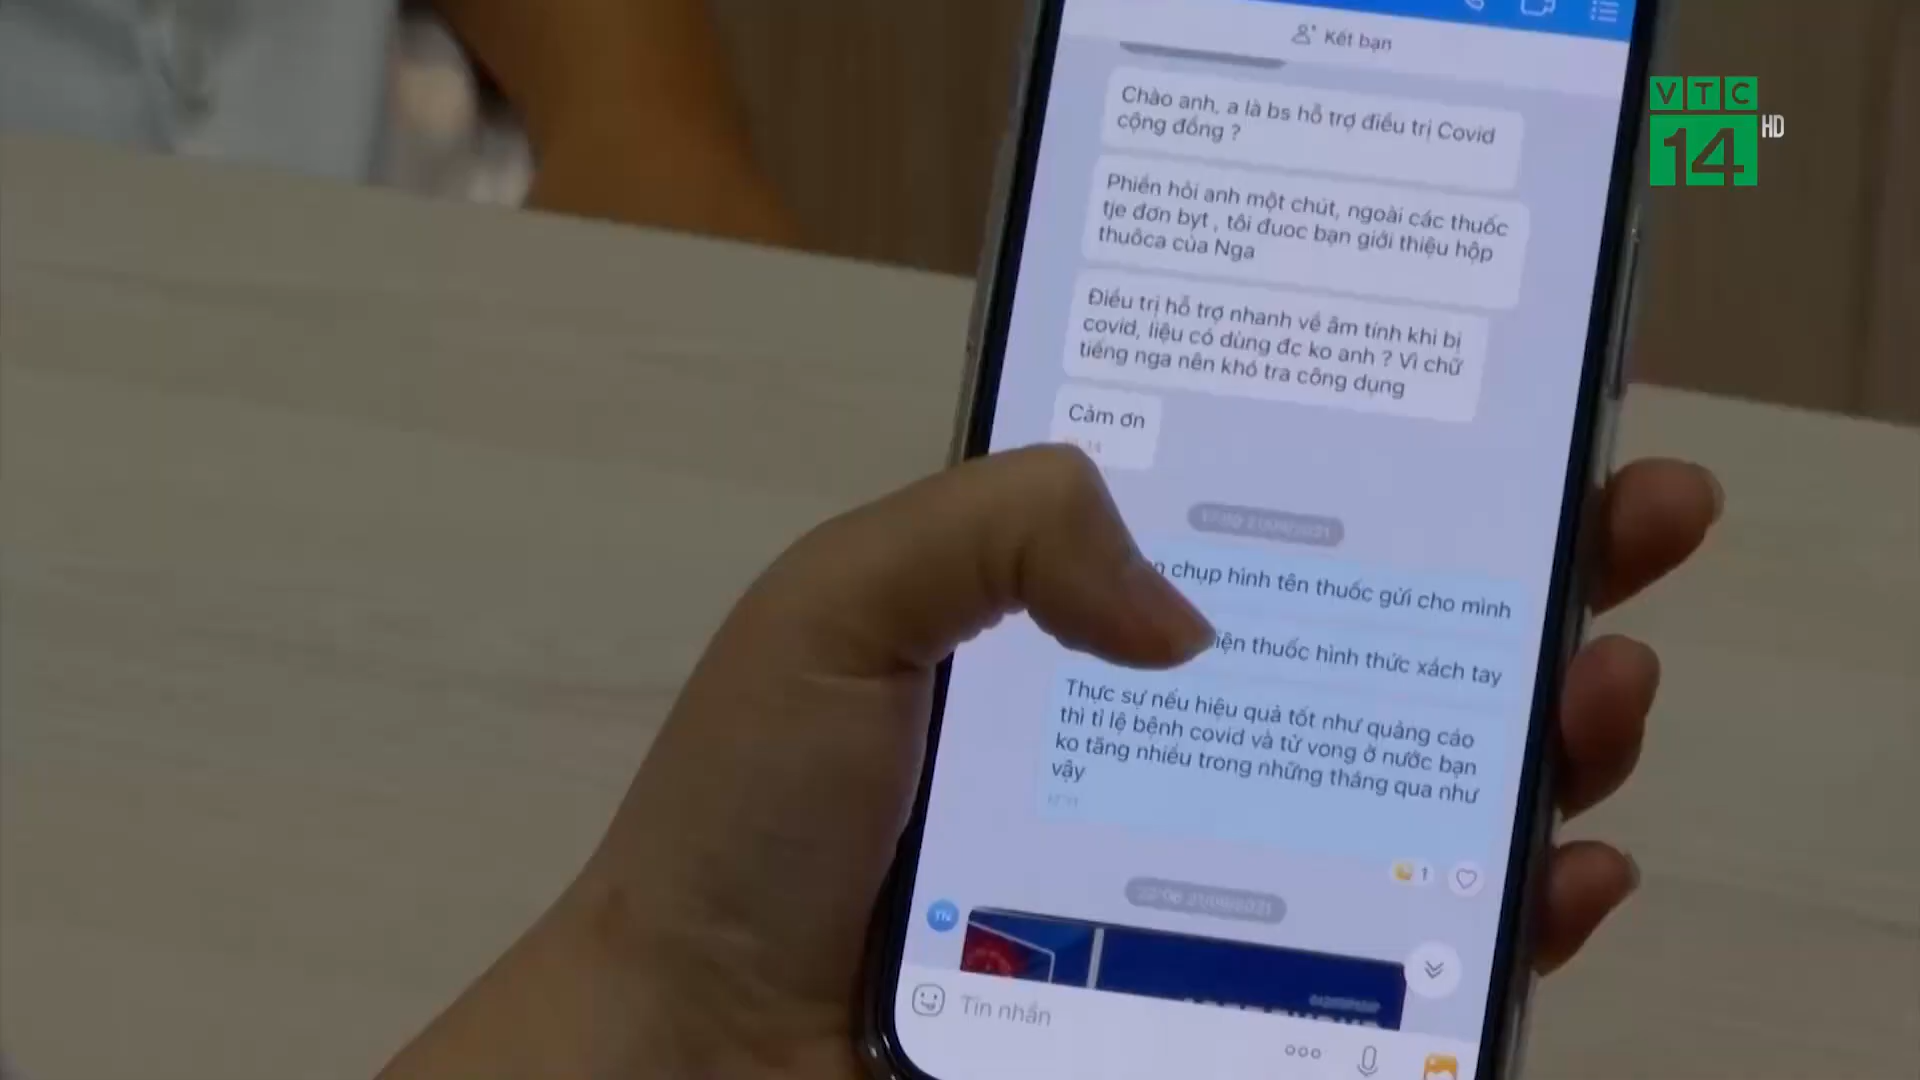 Kết bạn
VTC
14 HD
Chào anh, a là bs hỗ trợ điều trị Covid
cộng đồng ?
Phiền hỏi anh một chút, ngoài các thuốc
tje đơn byt , tôi đuoc bạn giới thiệu hộp
thuôca của Nga
Điều trị hỗ trợ nhanh về âm tính khi bị
covid, liệu có dùng đc ko anh ? Vì chữ
tiếng nga nên khó tra công dụng
Cảm ơn
chụp hình tên thuốc gửi cho mình
thuốc hình thức xách tay
Thực sự nếu hiệu quả tốt như quảng cáo
thì tỉ lệ bệnh covid và tử vong ở nước bạn
ko tăng nhiều trong những tháng qua như
vậy
1
TN
Tin nhắn